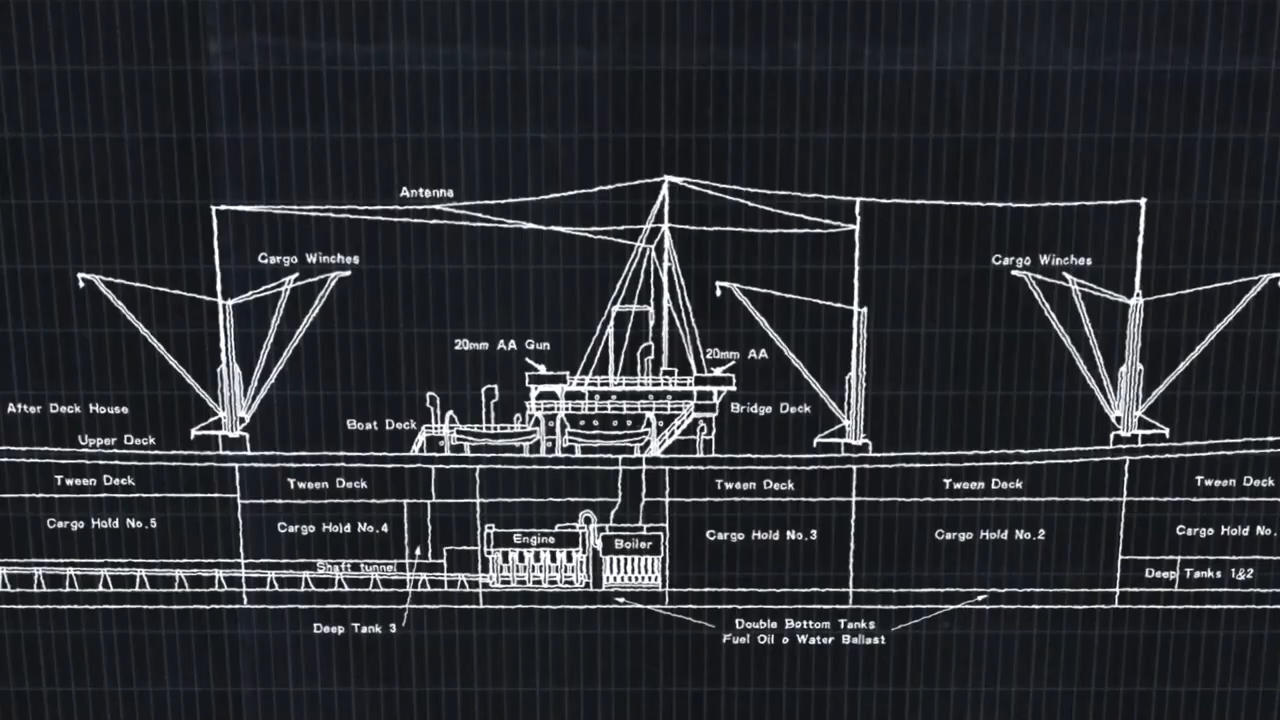 Antenna
Cargo Winches
Cargo Winches
20mm AA Gun
20mm AA
After Deck House
Boat Deck
Bridge Deck
Upper Deck
Tween Deck
Tween Deck
Tween Deck
Tween Deck
Tween Deck
Cargo Hold No.5
Cargo Hold No.4
Engine
Boiler
Cargo Hold No.3
Cargo Hold No.2
Cargo Hold No.
Shaft tunnel
Deep Tanks 1&2
Deep Tank 3
Double Bottom Tanks
Fuel Oil o Water Ballast